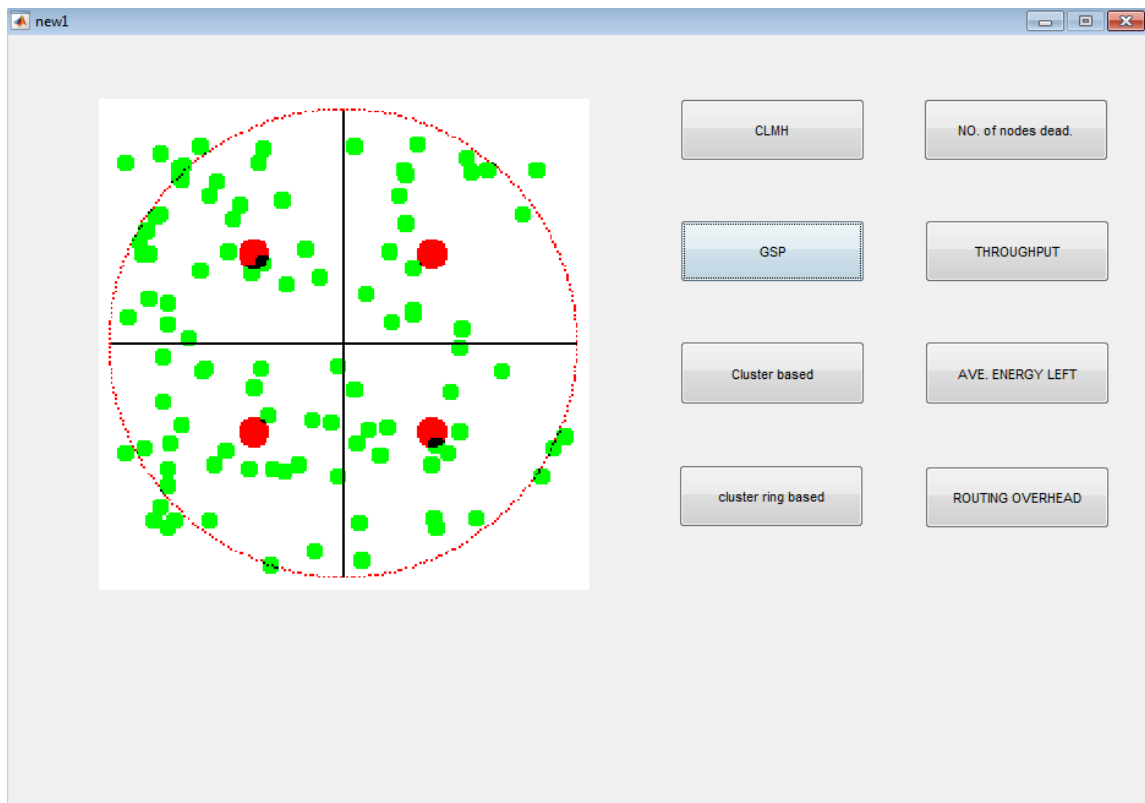 new1
CLMH
NO. of nodes dead.
GSP
THROUGHPUT
Cluster based
AVE. ENERGY LEFT
cluster ring based
ROUTING OVERHEAD